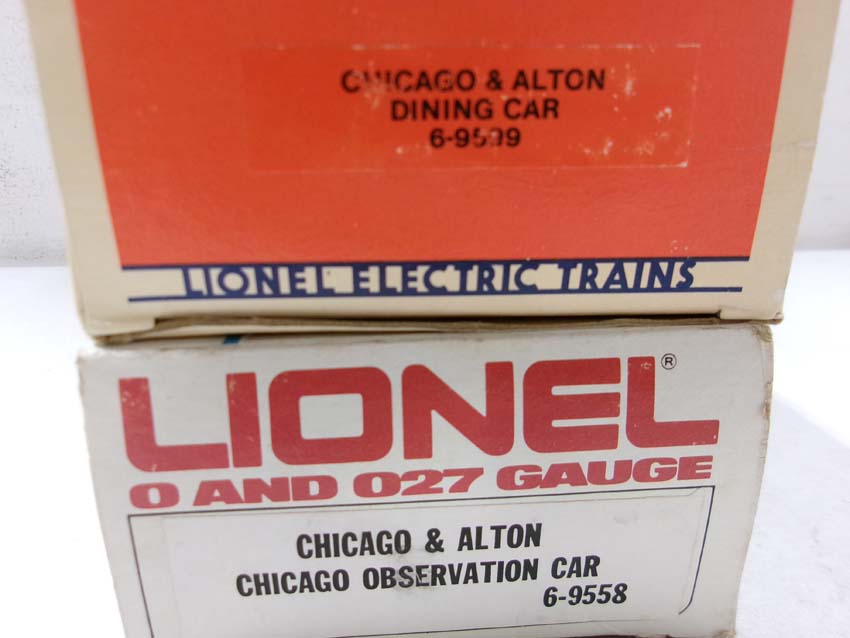 CHICAGO & ALTON
DINING CAR
6-9599
LIONEL ELECTRIC TRAINS
LIONEL®
O AND O27 GAUGE
CHICAGO & ALTON
CHICAGO OBSERVATION CAR
6-9558